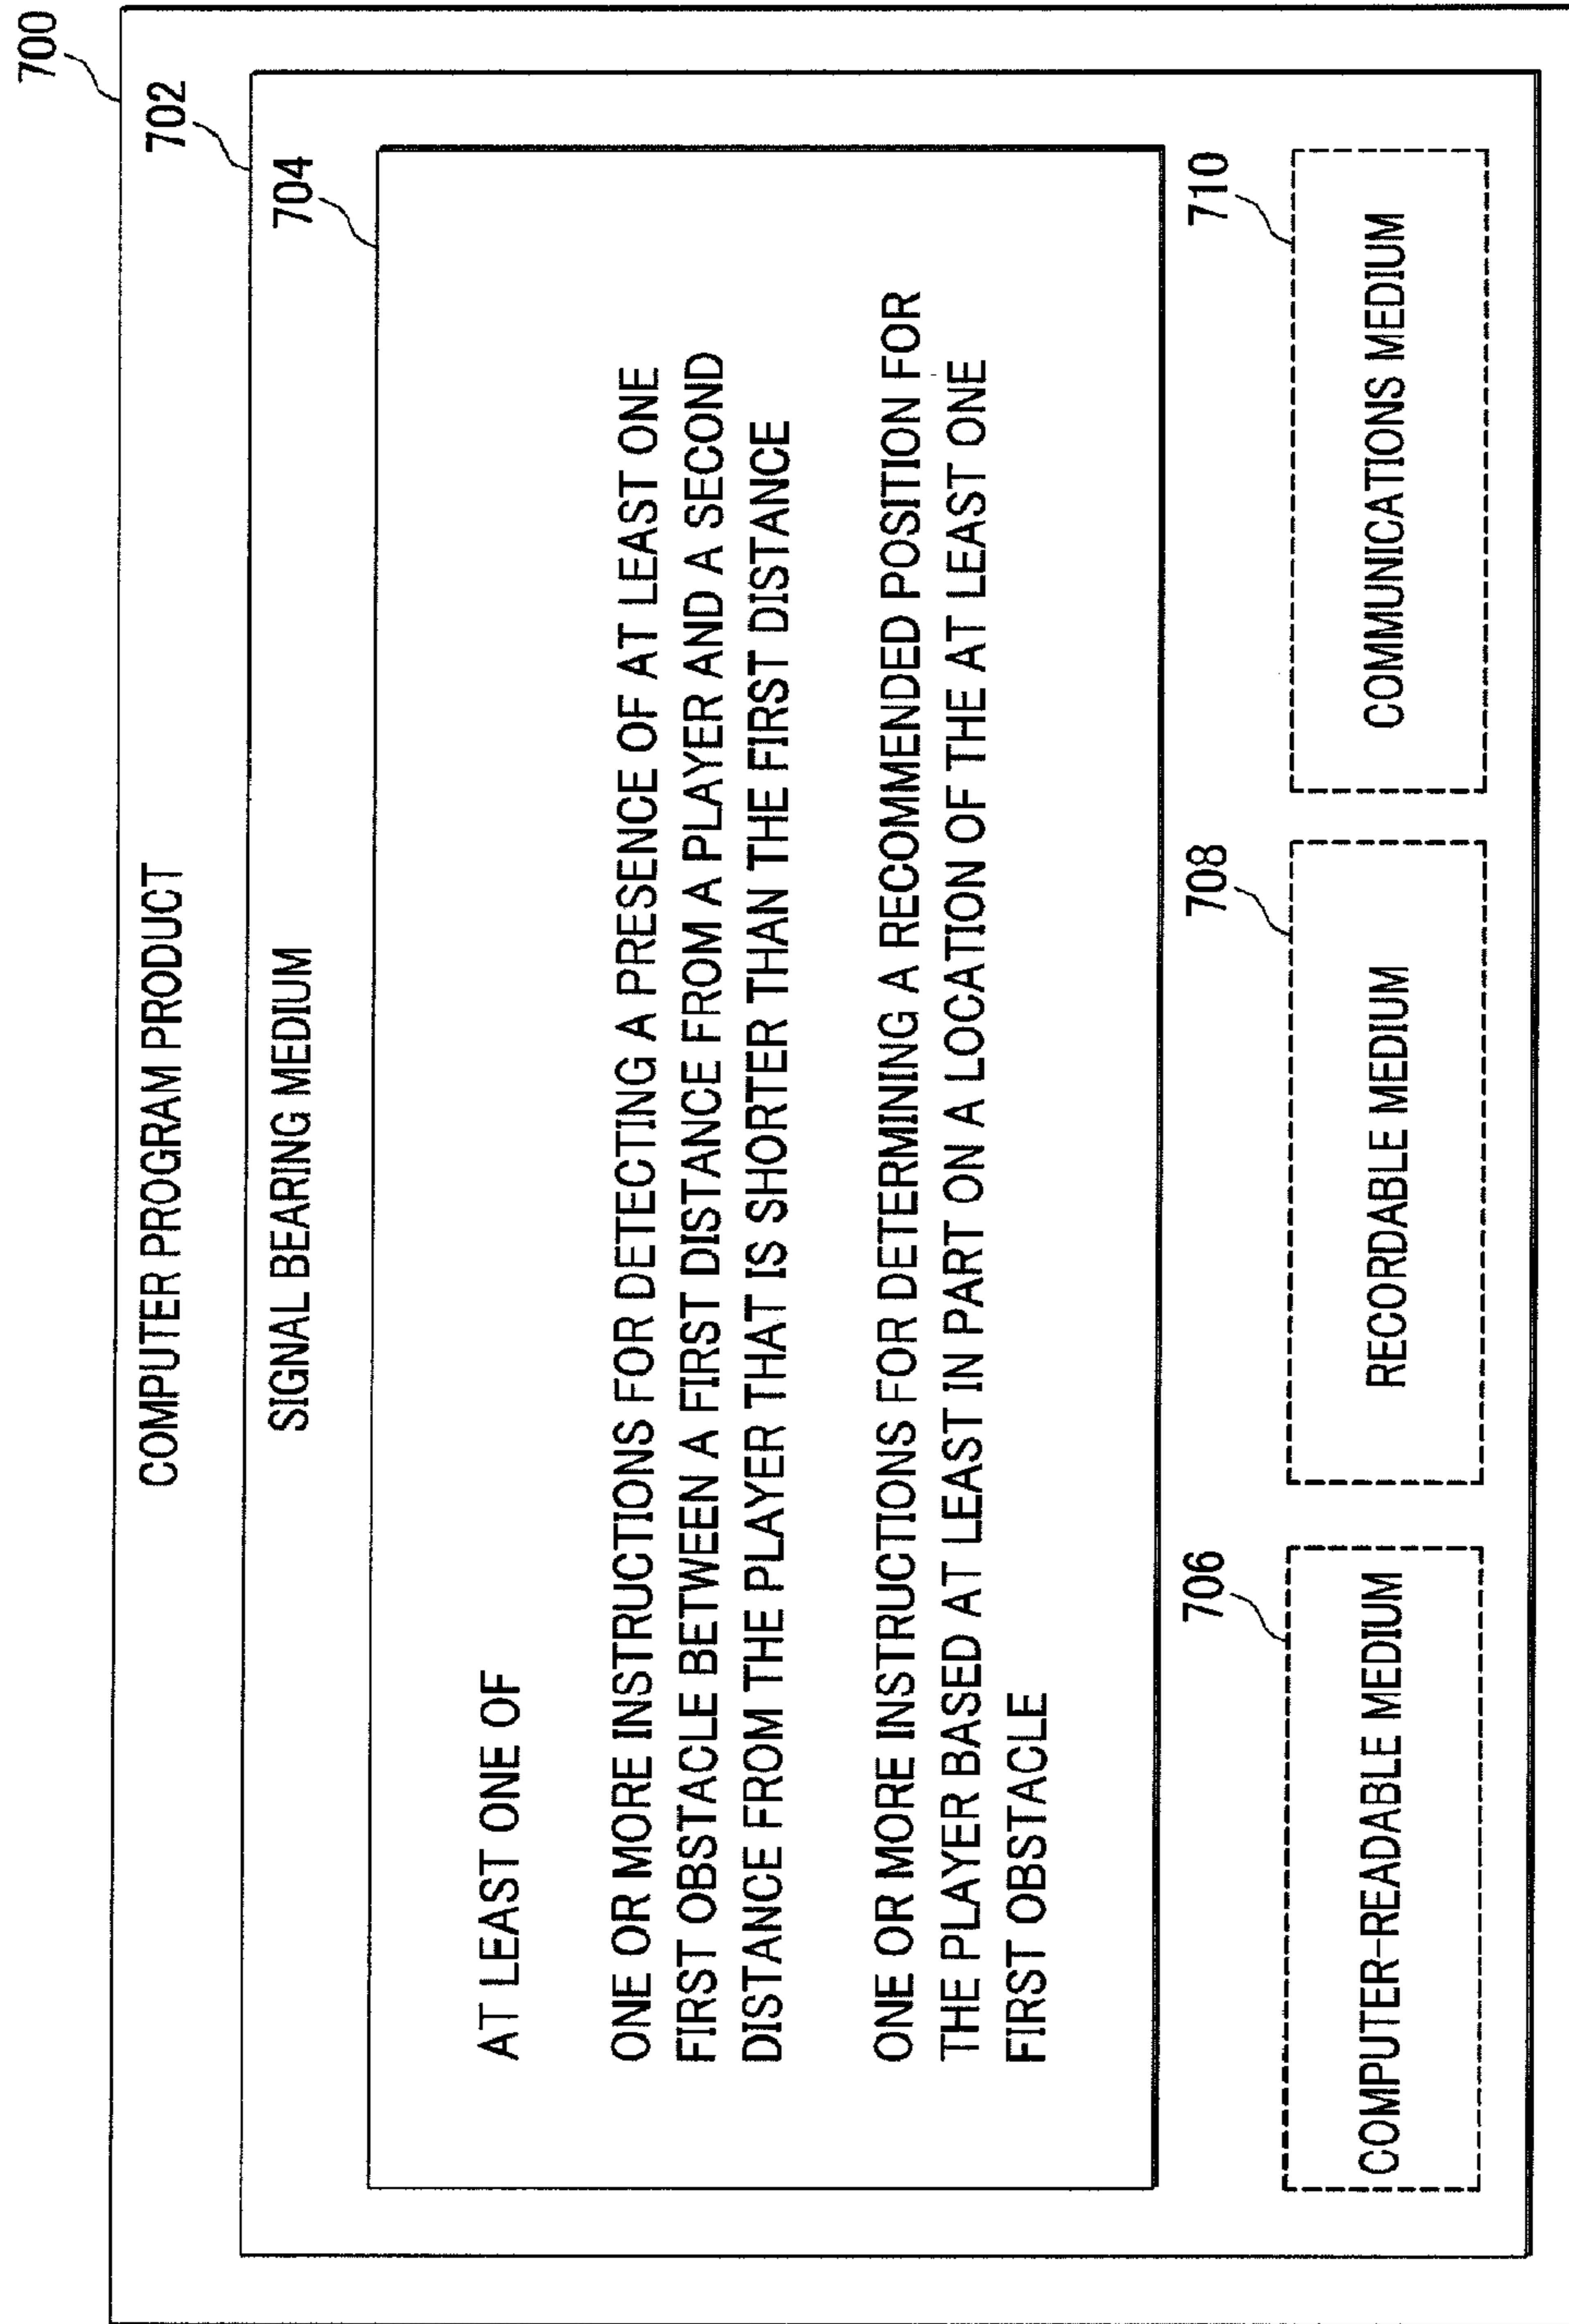 700
COMPUTER PROGRAM PRODUCT
702
SIGNAL BEARING MEDIUM
704
AT LEAST ONE OF
ONE OR MORE INSTRUCTIONS FOR DETECTING A PRESENCE OF AT LEAST ONE
FIRST OBSTACLE BETWEEN A FIRST DISTANCE FROM A PLAYER AND A SECOND
DISTANCE FROM THE PLAYER THAT IS SHORTER THAN THE FIRST DISTANCE
ONE OR MORE INSTRUCTIONS FOR DETERMINING A RECOMMENDED POSITION FOR
THE PLAYER BASED AT LEAST IN PART ON A LOCATION OF THE AT LEAST ONE
FIRST OBSTACLE
706
COMPUTER-READABLE MEDIUM
708
RECORDABLE MEDIUM
710
COMMUNICATIONS MEDIUM